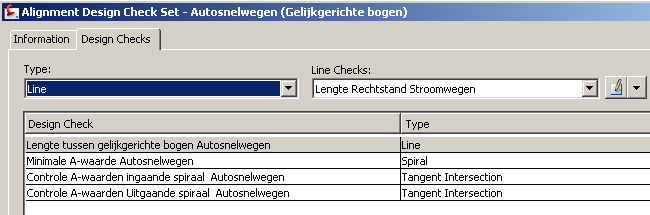 Alignment Design Check Set - Autosnelwegen (Gelijkgerichte bogen)
Information Design Checks
Type: Line Checks:
Line Lengte Rechtstand Stroomwegen
Design Check Type
Lengte tussen gelijkgerichte bogen Autosnelwegen Line
Minimale A-waarde Autosnelwegen Spiral
Controle A-waarden ingaande spiraal Autosnelwegen Tangent Intersection
Controle A-waarden Uitgaande spiraal Autosnelwegen Tangent Intersection